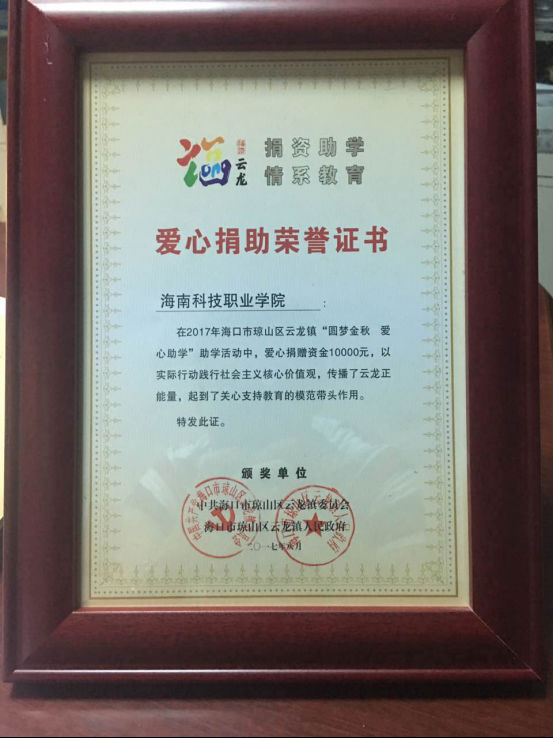 捐资助学
情系教育
云龙
爱心捐助荣誉证书
海南科技职业学院：
在2017年海口市琼山区云龙镇“圆梦金秋 爱
心助学”助学活动中，爱心捐赠资金10000元，以
实际行动践行社会主义核心价值观，传播了云龙正
能量，起到了关心支持教育的模范带头作用。
特发此证。
颁奖单位
中共海口市琼山区云龙镇委员会
海口市琼山区云龙镇人民政府
二〇一七年八月